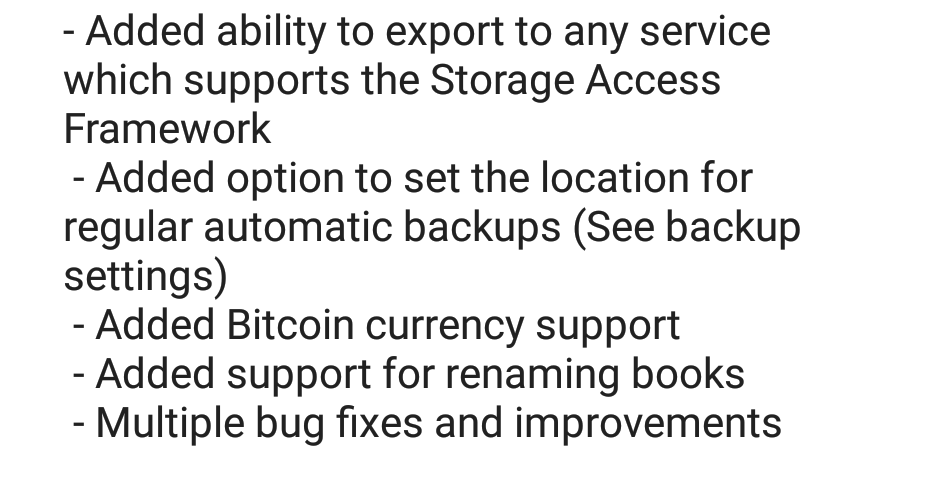 - Added ability to export to any service
which supports the Storage Access
Framework
- Added option to set the location for
regular automatic backups (See backup
settings)
- Added Bitcoin currency support
- Added support for renaming books
- Multiple bug fixes and improvements